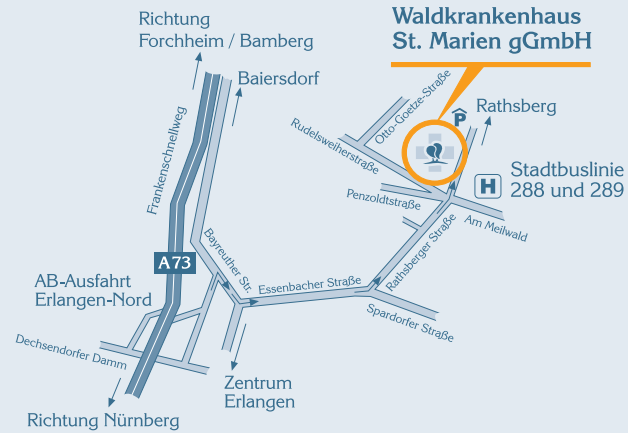 Richtung
Forchheim / Bamberg
Waldkrankenhaus
St. Marien gGmbH
Baiersdorf
Otto-Goetze-Straße
P
Rathsberg
Frankenschnellweg
Rudelsweiherstraße
H
Stadtbuslinie
288 und 289
Penzoldtstraße
Am Meilwald
Bayreuther Str.
Rathsberger Straße
A 73
AB-Ausfahrt
Erlangen-Nord
Essenbacher Straße
Spardorfer Straße
Dechsendorfer Damm
Zentrum
Erlangen
Richtung Nürnberg